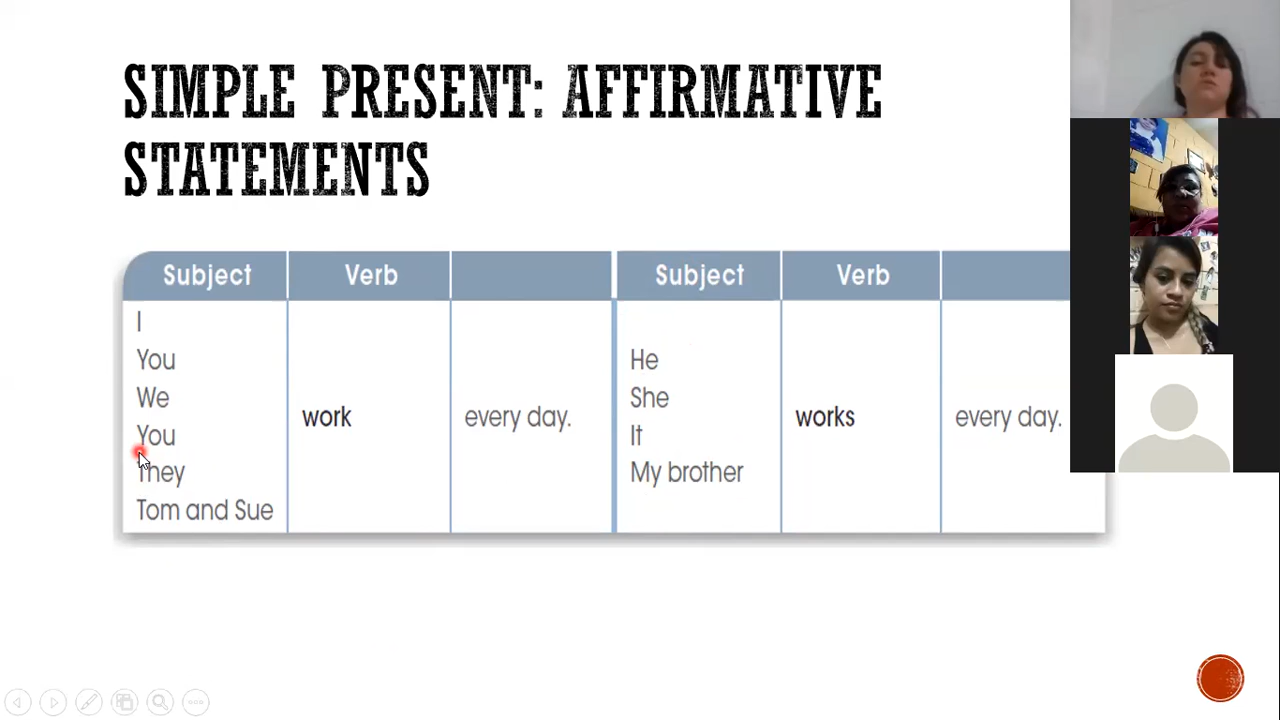 SIMPLE PRESENT: AFFIRMATIVE
STATEMENTS
Subject Verb Subject Verb
I
You
We
You
They
Tom and Sue
work
every day.
He
She
It
My brother
works
every day.